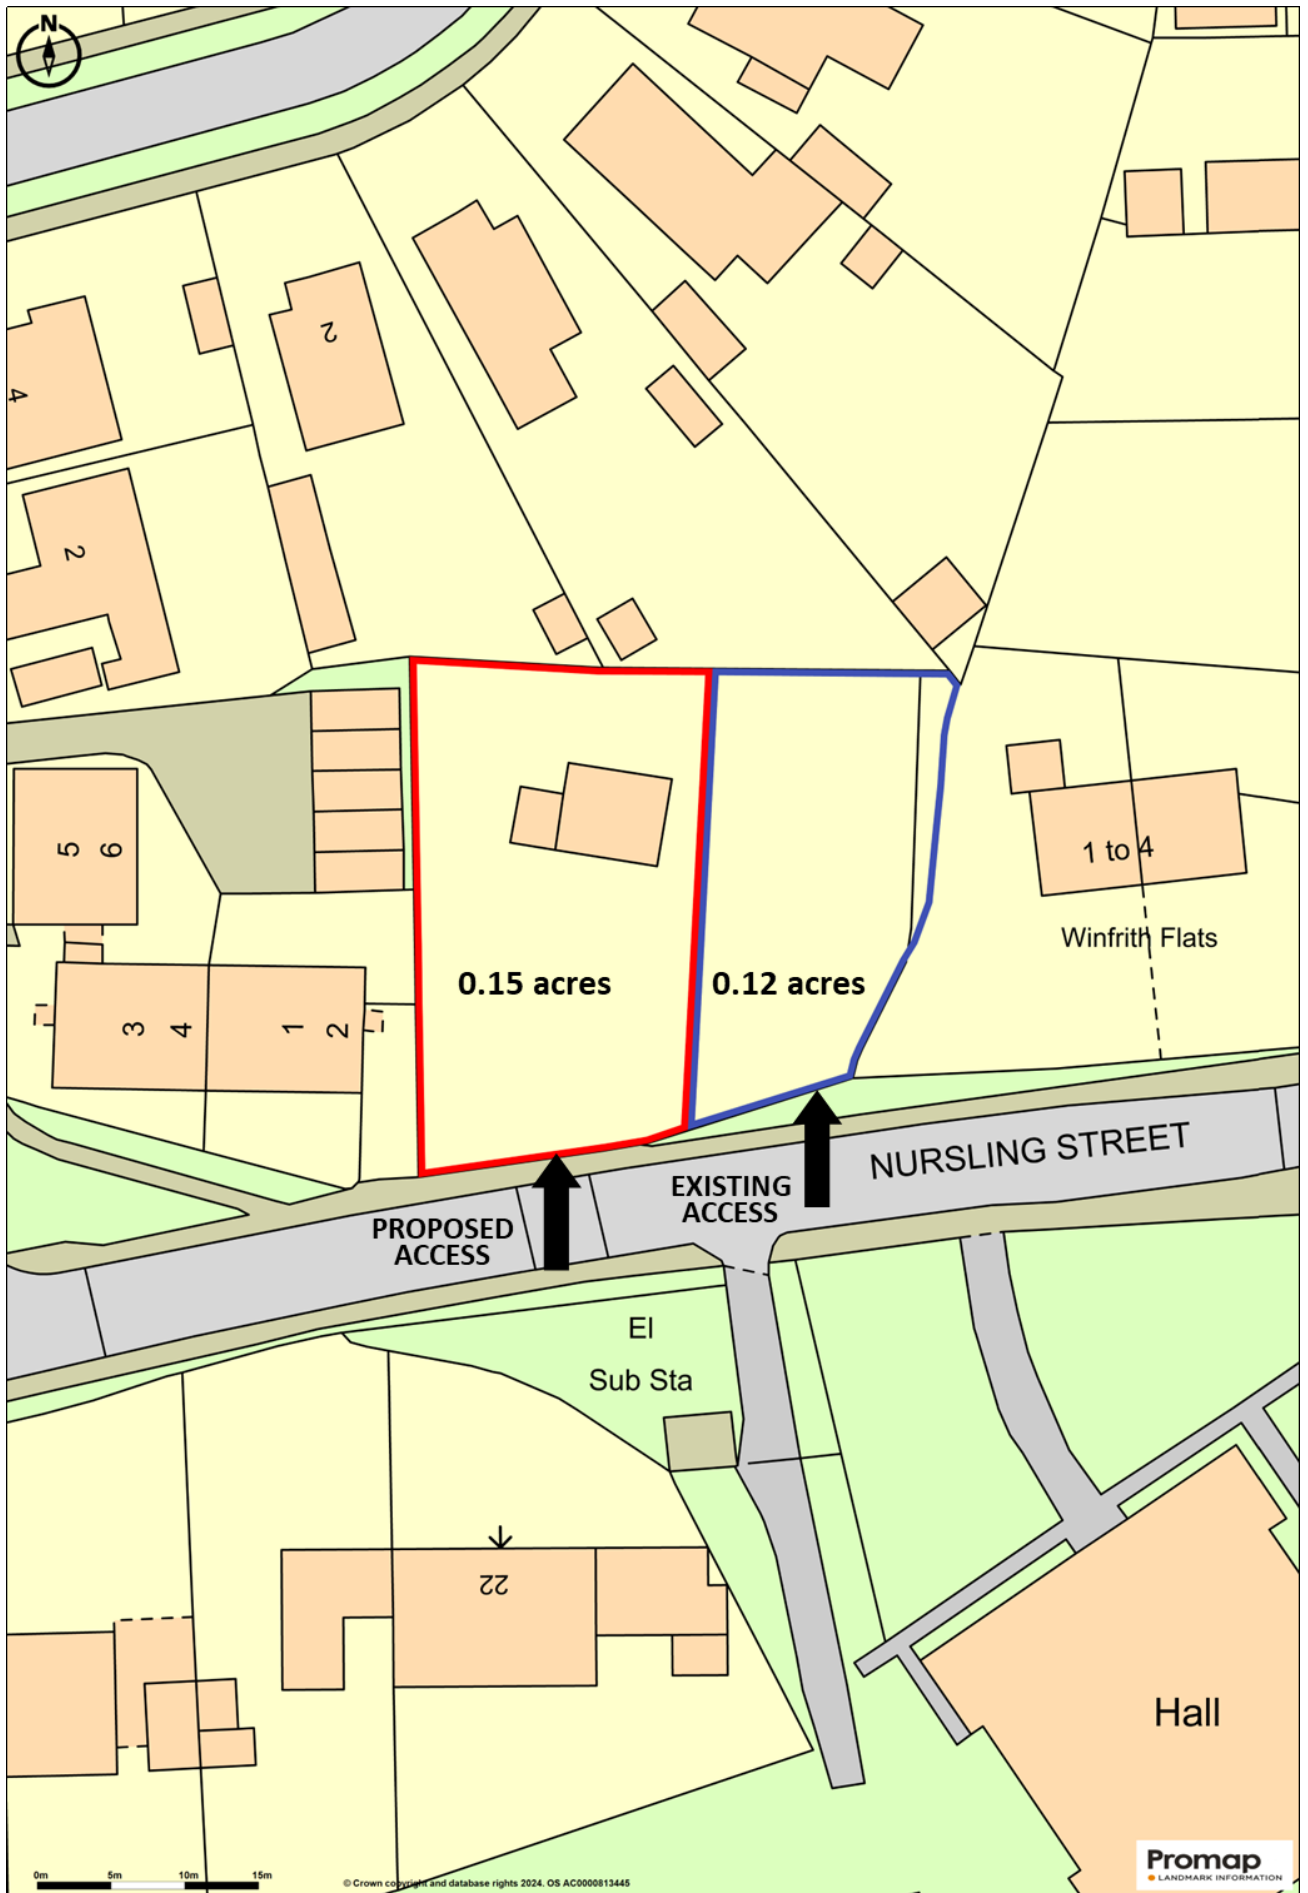 N
2
4
2
5
6
1 to 4
Winfrith Flats
0.15 acres
0.12 acres
3
4
1
2
NURSLING STREET
EXISTING
ACCESS
PROPOSED
ACCESS
El
Sub Sta
22
Hall
0m 5m 10m 15m
© Crown copyright and database rights 2024. OS AC0000813445
Promap
LANDMARK INFORMATION